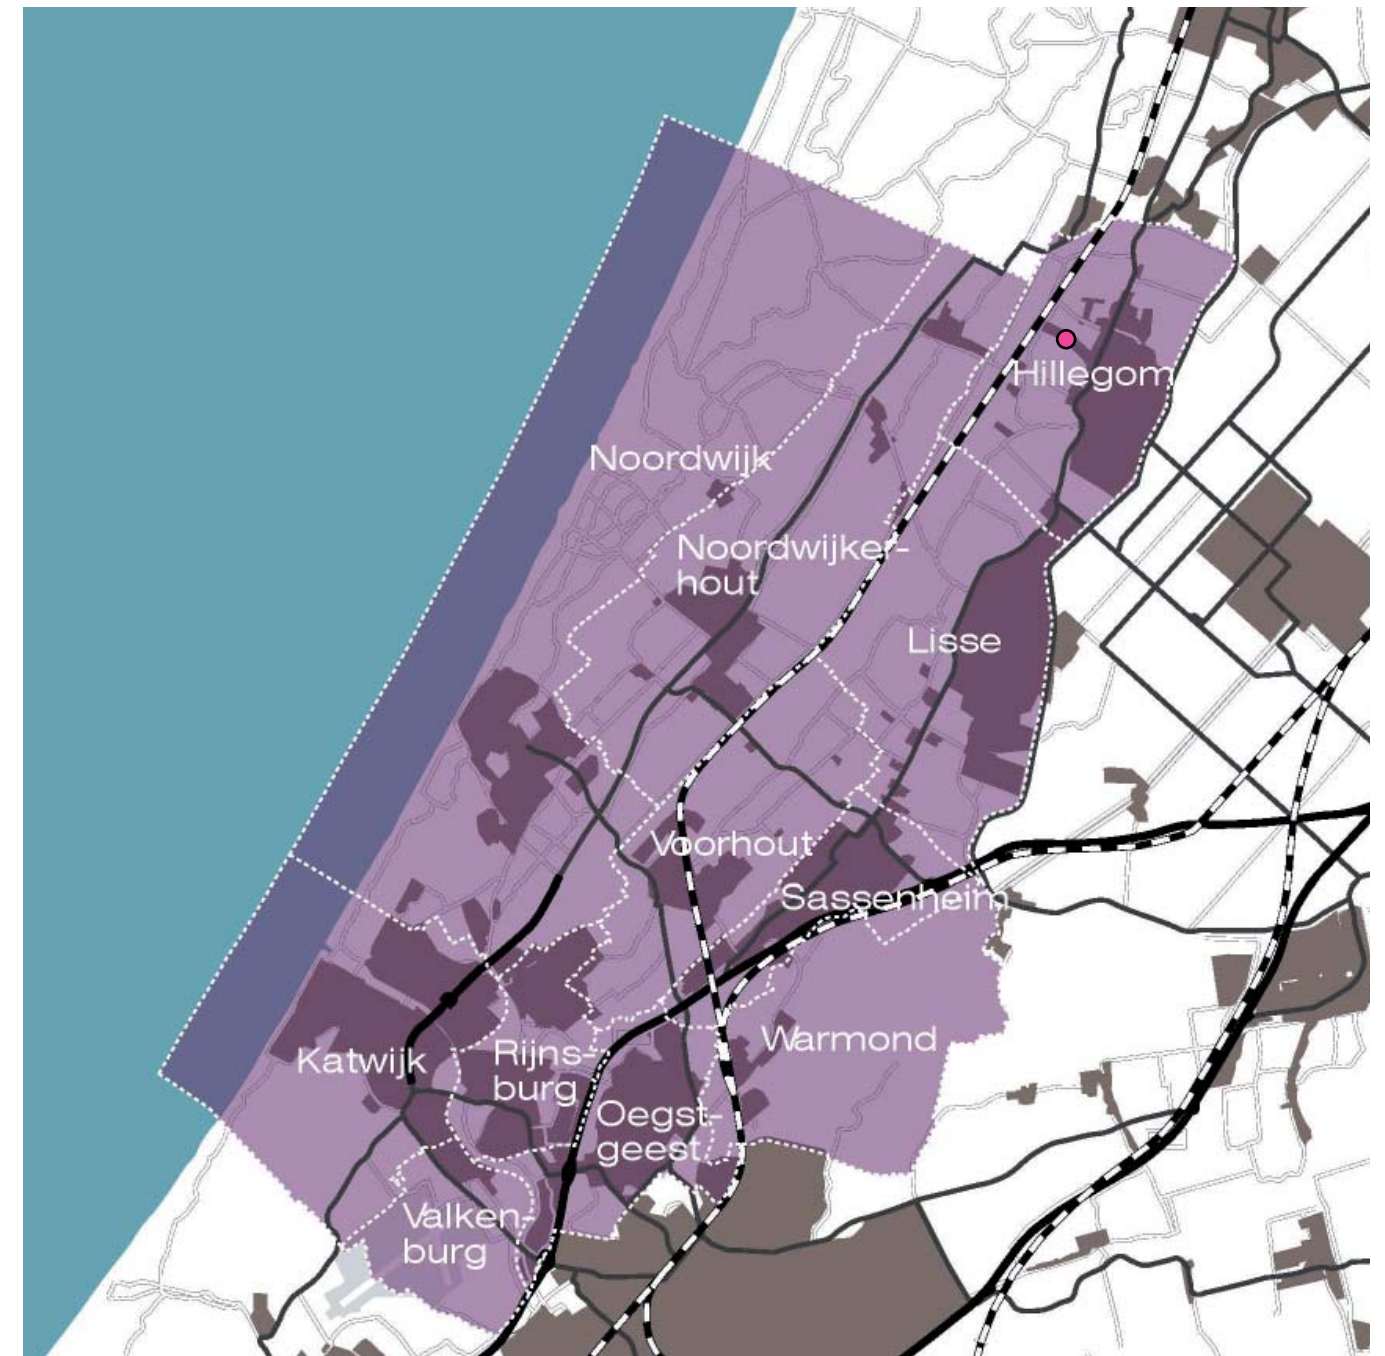 Hillegom
Noordwijk
Noordwijker-
hout
Lisse
Voorhout
Sassenheim
Warmond
Katwijk
Rijns-
burg
Oegst-
geest
Valken-
burg